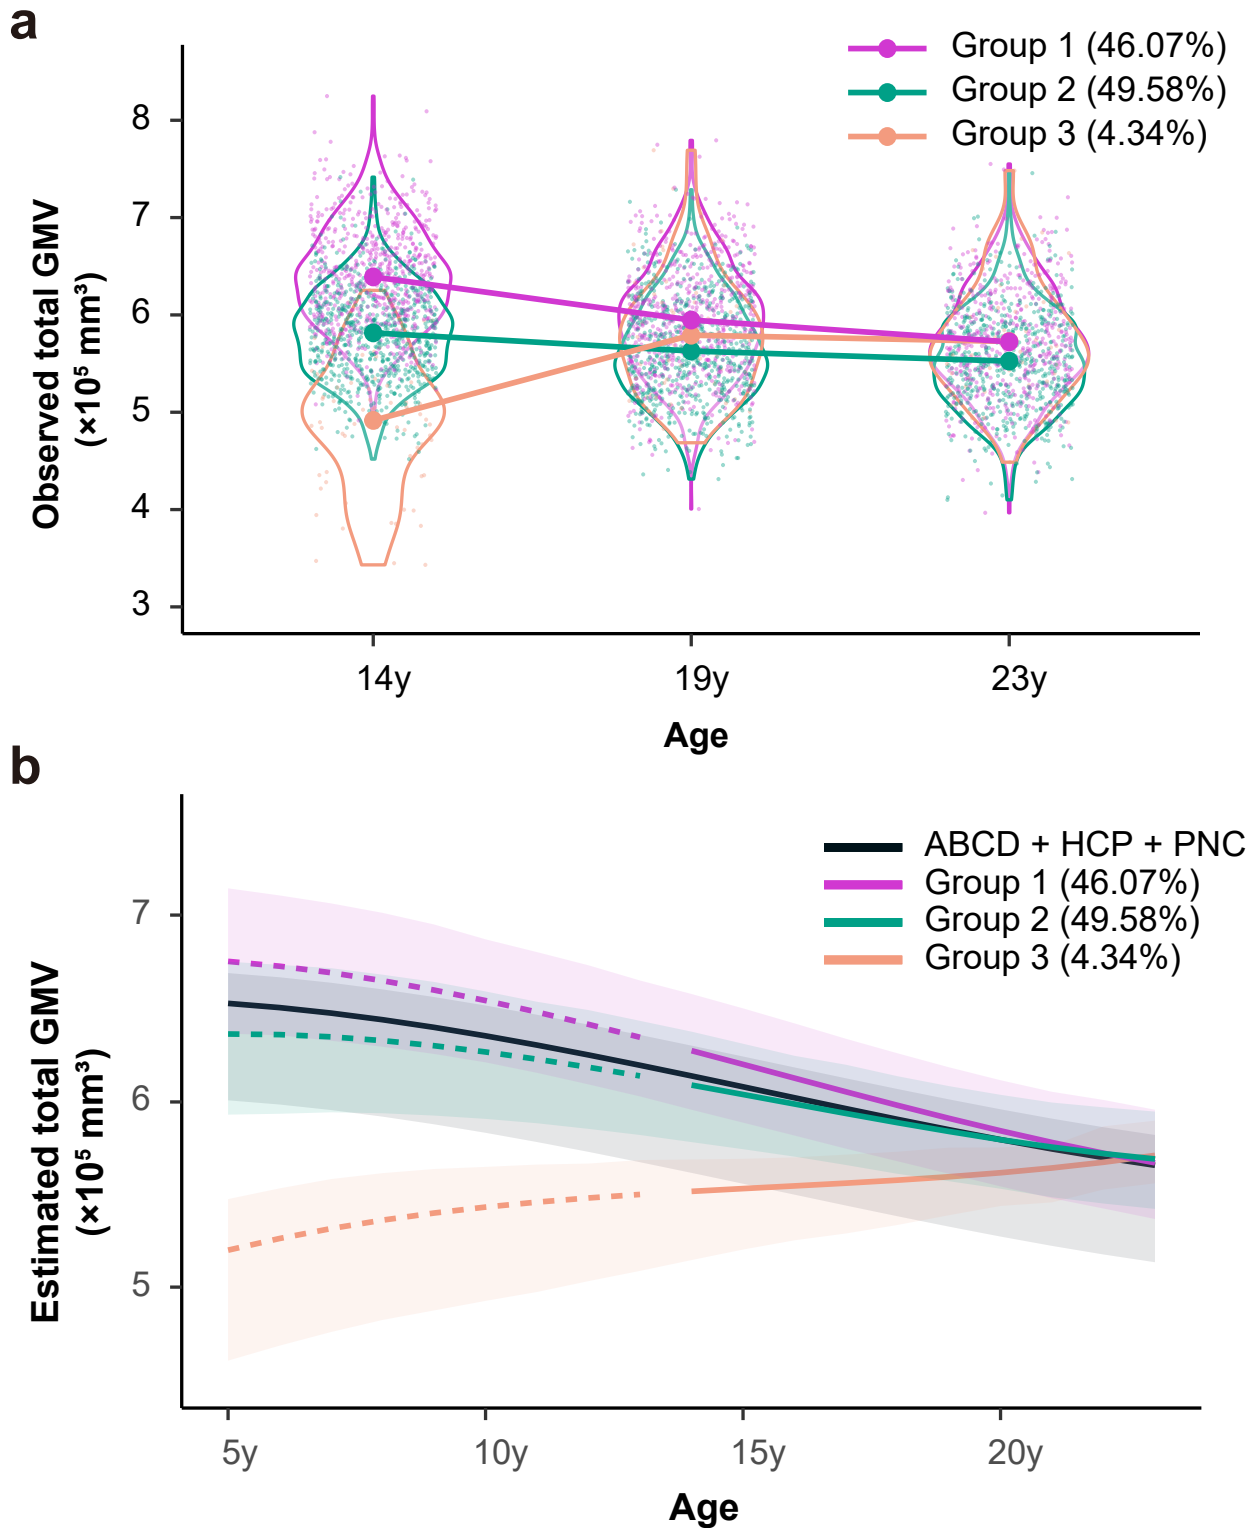 a
Group 1 (46.07%)
Group 2 (49.58%)
Group 3 (4.34%)
Observed total GMV
(×10⁵ mm³)
8
7
6
5
4
3
14y
19y
23y
Age
b
ABCD + HCP + PNC
Group 1 (46.07%)
Group 2 (49.58%)
Group 3 (4.34%)
Estimated total GMV
(×10⁵ mm³)
7
6
5
5y
10y
15y
20y
Age